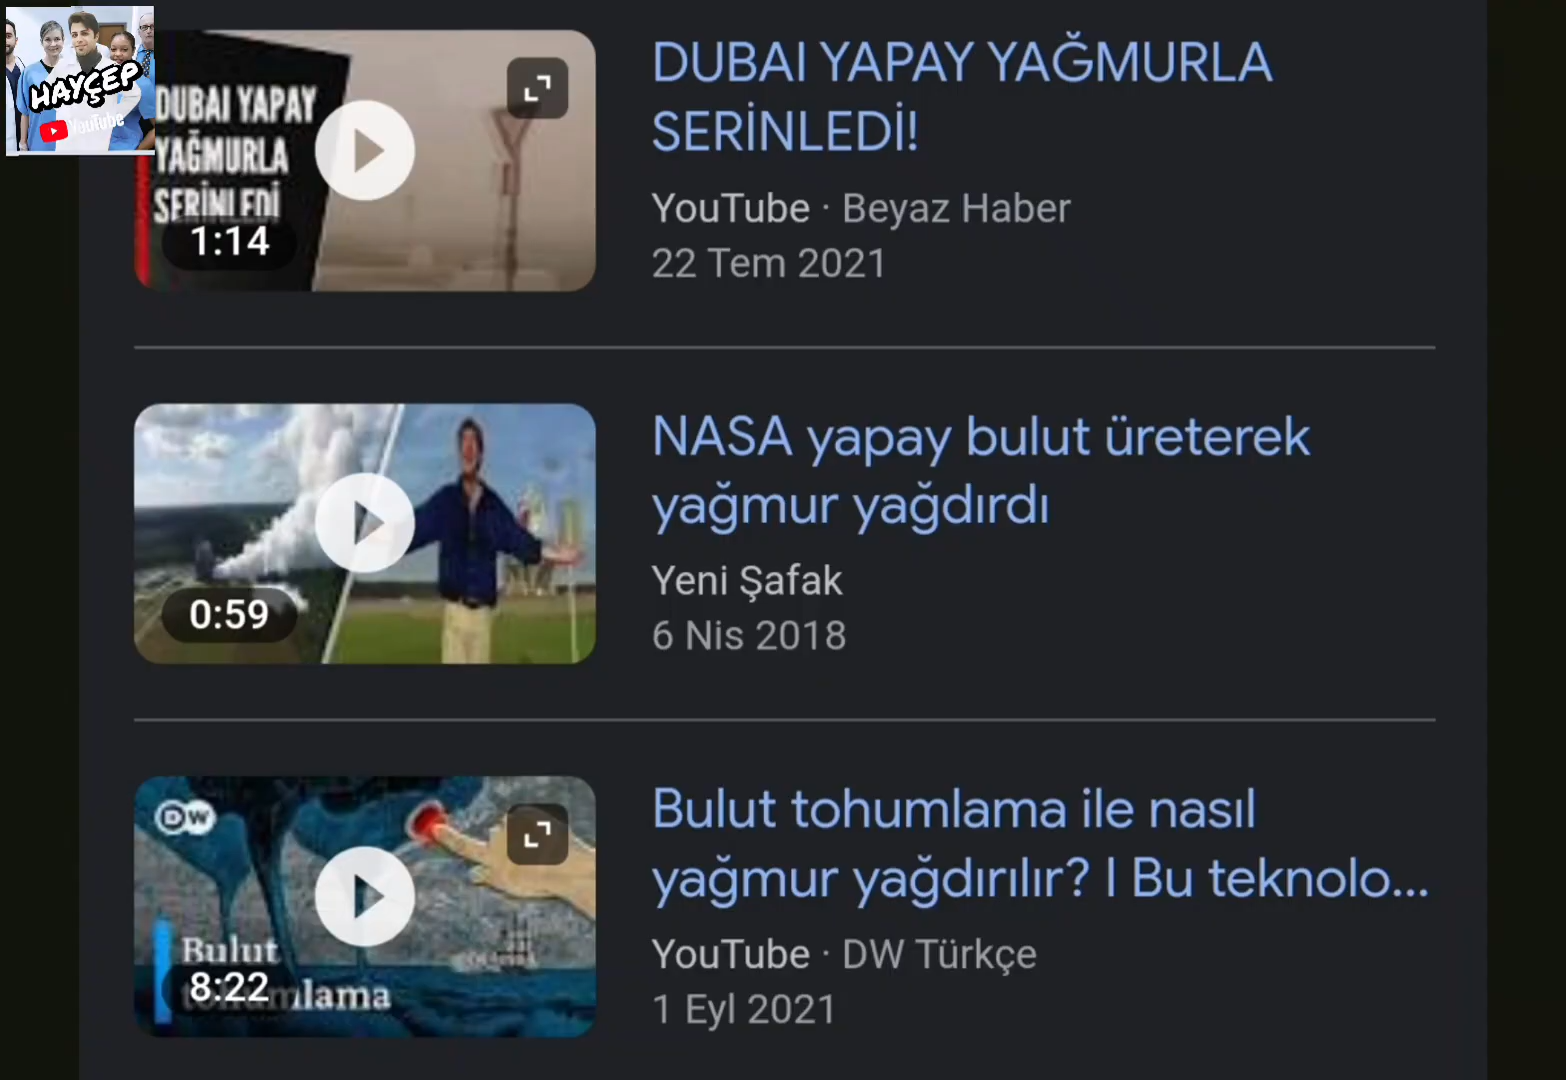 HAYÇEP
YouTube
DUBAI YAPAY
YAĞMURLA
SERİNLEDİ
1:14
DUBAI YAPAY YAĞMURLA
SERİNLEDİ!
YouTube · Beyaz Haber
22 Tem 2021
0:59
NASA yapay bulut üreterek
yağmur yağdırdı
Yeni Şafak
6 Nis 2018
DW
Bulut
8:22
Bulut tohumlama ile nasıl
yağmur yağdırılır? l Bu teknolo...
YouTube · DW Türkçe
1 Eyl 2021